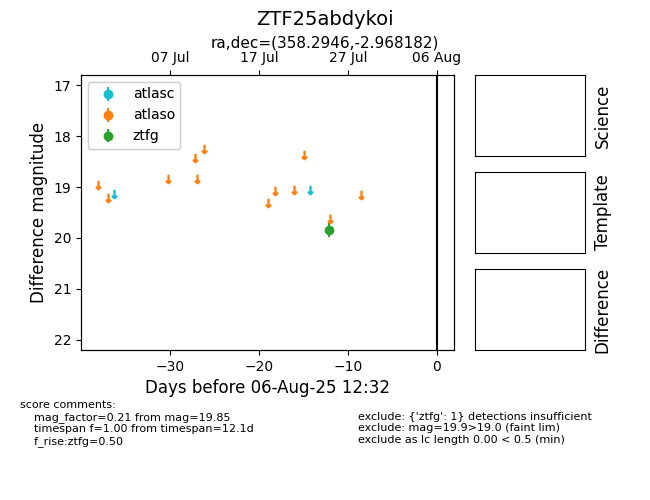 ZTF25abdykoi
ra,dec=(358.2946,-2.968182)
07 Jul 17 Jul 27 Jul 06 Aug
atlasc
atlaso
ztfg
17
18
19
20
21
22
Difference magnitude
−30 −20 −10 0
Days before 06-Aug-25 12:32
Science
Template
Difference
score comments:
mag_factor=0.21 from mag=19.85
timespan f=1.00 from timespan=12.1d
f_rise:ztfg=0.50
exclude: {'ztfg': 1} detections insufficient
exclude: mag=19.9>19.0 (faint lim)
exclude as lc length 0.00 < 0.5 (min)